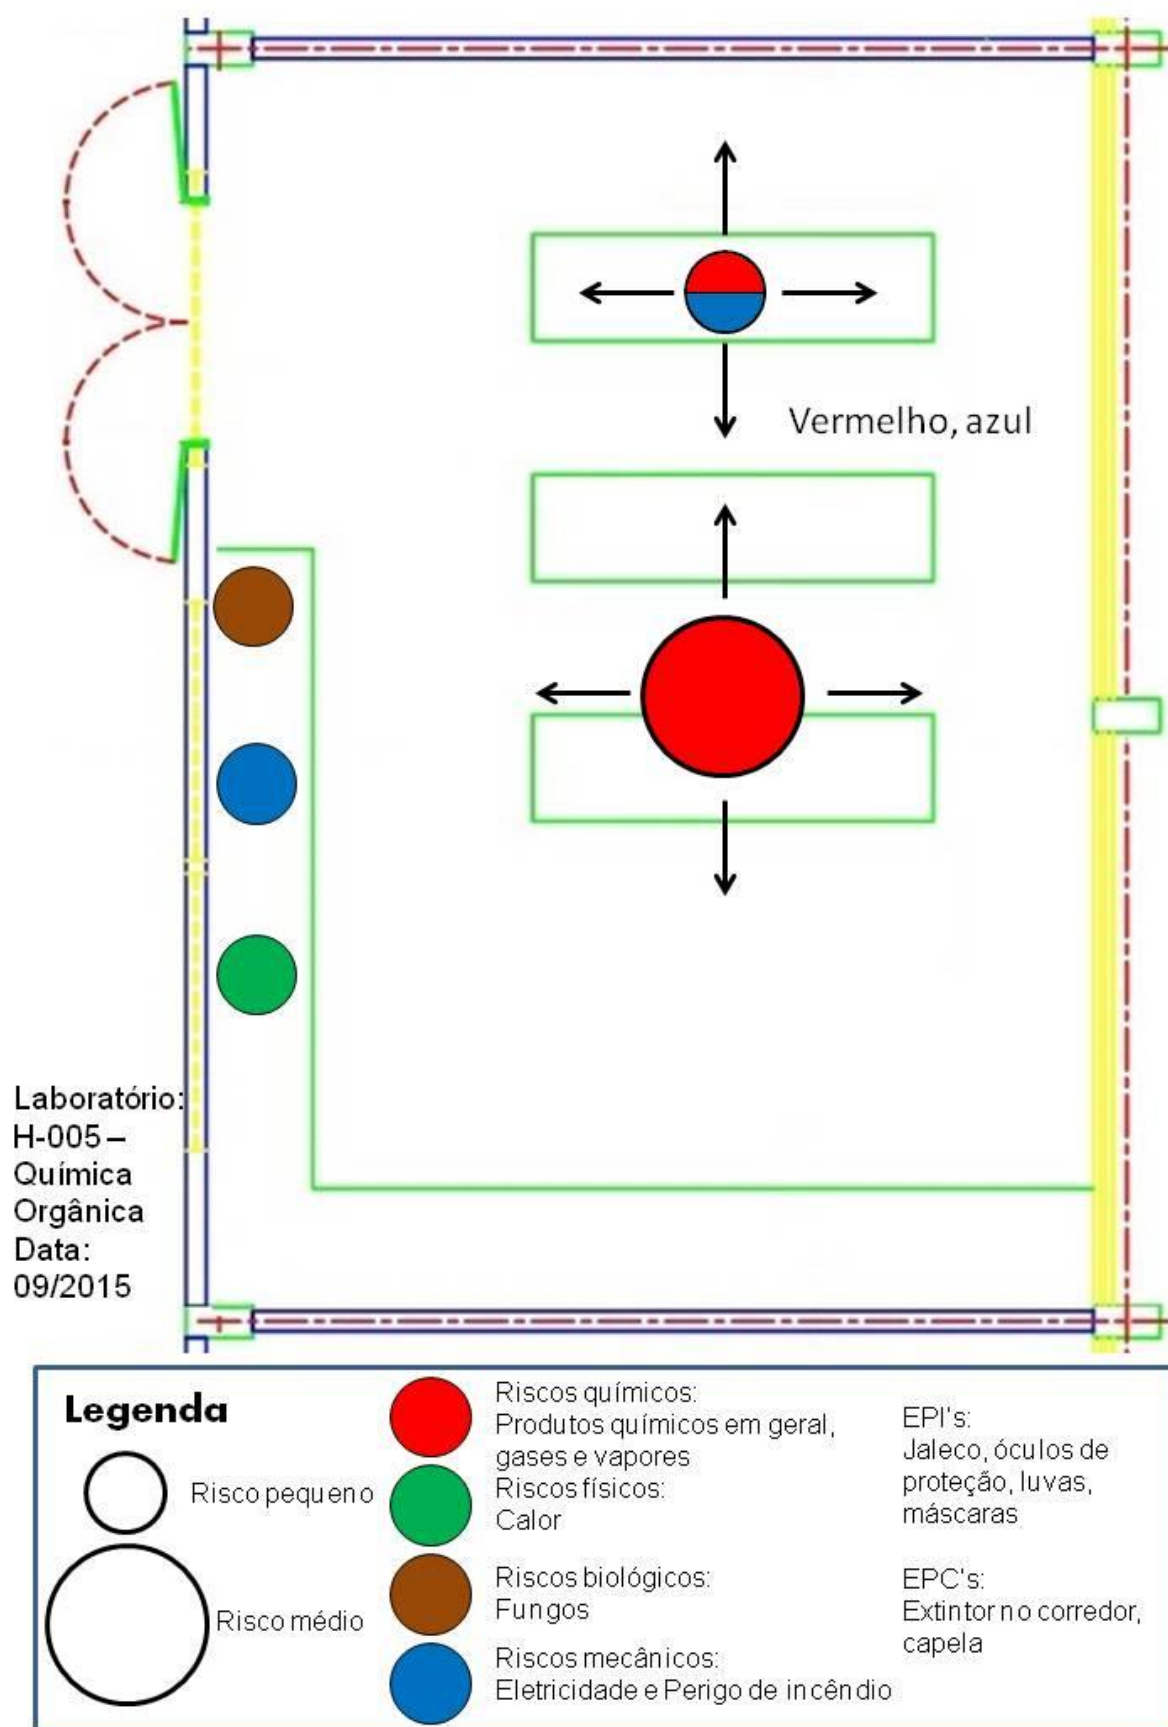 Vermelho, azul
Laboratório:
H-005 –
Química
Orgânica
Data:
09/2015
Legenda
Risco pequeno
Risco médio
Riscos químicos:
Produtos químicos em geral,
gases e vapores
Riscos físicos:
Calor
Riscos biológicos:
Fungos
Riscos mecânicos:
Eletricidade e Perigo de incêndio
EPI's:
Jaleco, óculos de
proteção, luvas,
máscaras
EPC's:
Extintor no corredor,
capela